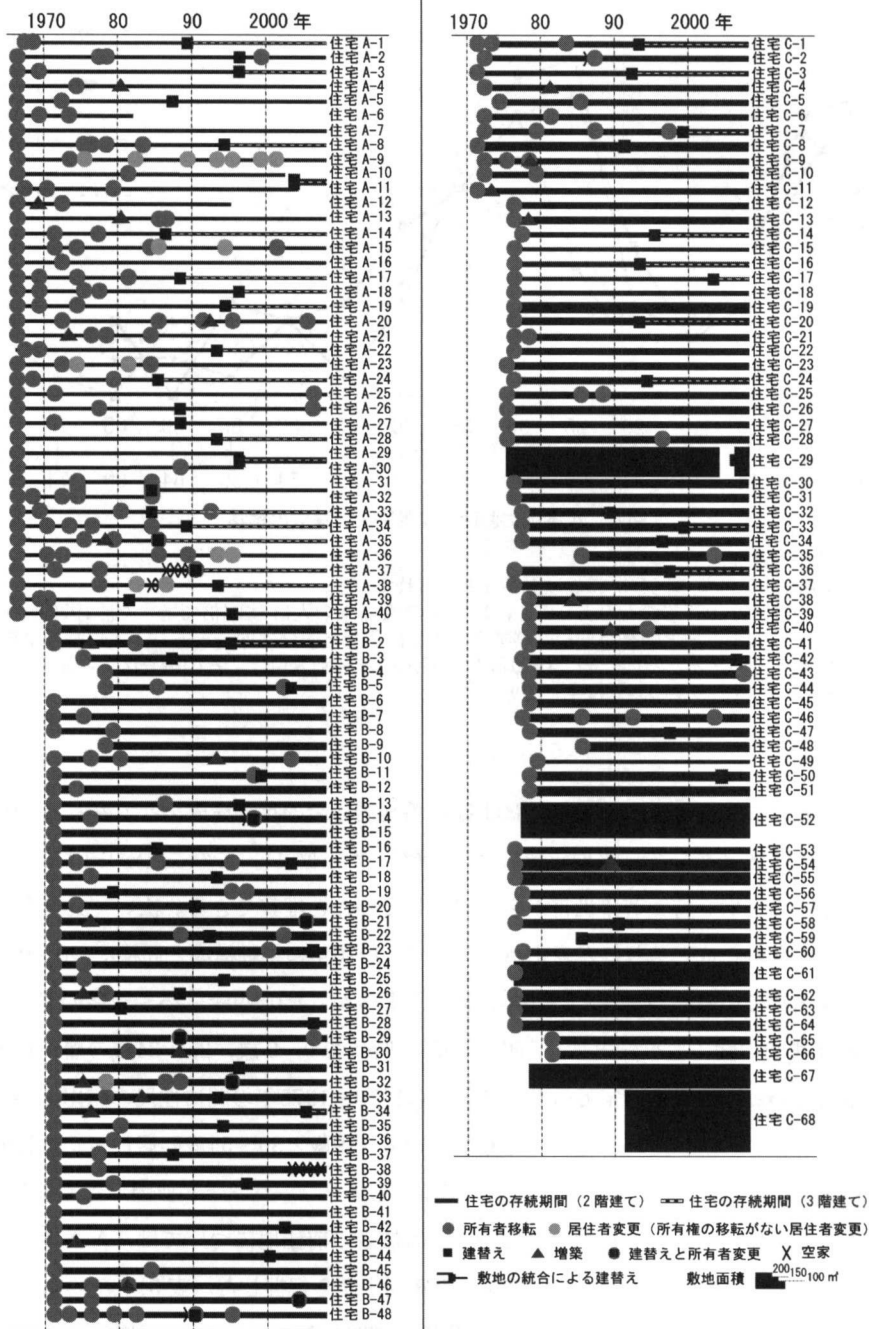 1970 80 90 2000 年
住宅 A-1
住宅 A-2
住宅 A-3
住宅 A-4
住宅 A-5
住宅 A-6
住宅 A-7
住宅 A-8
住宅 A-9
住宅 A-10
住宅 A-11
住宅 A-12
住宅 A-13
住宅 A-14
住宅 A-15
住宅 A-16
住宅 A-17
住宅 A-18
住宅 A-19
住宅 A-20
住宅 A-21
住宅 A-22
住宅 A-23
住宅 A-24
住宅 A-25
住宅 A-26
住宅 A-27
住宅 A-28
住宅 A-29
住宅 A-30
住宅 A-31
住宅 A-32
住宅 A-33
住宅 A-34
住宅 A-35
住宅 A-36
住宅 A-37
住宅 A-38
住宅 A-39
住宅 A-40
住宅 B-1
住宅 B-2
住宅 B-3
住宅 B-4
住宅 B-5
住宅 B-6
住宅 B-7
住宅 B-8
住宅 B-9
住宅 B-10
住宅 B-11
住宅 B-12
住宅 B-13
住宅 B-14
住宅 B-15
住宅 B-16
住宅 B-17
住宅 B-18
住宅 B-19
住宅 B-20
住宅 B-21
住宅 B-22
住宅 B-23
住宅 B-24
住宅 B-25
住宅 B-26
住宅 B-27
住宅 B-28
住宅 B-29
住宅 B-30
住宅 B-31
住宅 B-32
住宅 B-33
住宅 B-34
住宅 B-35
住宅 B-36
住宅 B-37
住宅 B-38
住宅 B-39
住宅 B-40
住宅 B-41
住宅 B-42
住宅 B-43
住宅 B-44
住宅 B-45
住宅 B-46
住宅 B-47
住宅 B-48
1970 80 90 2000 年
住宅 C-1
住宅 C-2
住宅 C-3
住宅 C-4
住宅 C-5
住宅 C-6
住宅 C-7
住宅 C-8
住宅 C-9
住宅 C-10
住宅 C-11
住宅 C-12
住宅 C-13
住宅 C-14
住宅 C-15
住宅 C-16
住宅 C-17
住宅 C-18
住宅 C-19
住宅 C-20
住宅 C-21
住宅 C-22
住宅 C-23
住宅 C-24
住宅 C-25
住宅 C-26
住宅 C-27
住宅 C-28
住宅 C-29
住宅 C-30
住宅 C-31
住宅 C-32
住宅 C-33
住宅 C-34
住宅 C-35
住宅 C-36
住宅 C-37
住宅 C-38
住宅 C-39
住宅 C-40
住宅 C-41
住宅 C-42
住宅 C-43
住宅 C-44
住宅 C-45
住宅 C-46
住宅 C-47
住宅 C-48
住宅 C-49
住宅 C-50
住宅 C-51
住宅 C-52
住宅 C-53
住宅 C-54
住宅 C-55
住宅 C-56
住宅 C-57
住宅 C-58
住宅 C-59
住宅 C-60
住宅 C-61
住宅 C-62
住宅 C-63
住宅 C-64
住宅 C-65
住宅 C-66
住宅 C-67
住宅 C-68
住宅の存続期間（2階建て） 住宅の存続期間（3階建て）
所有者移転 居住者変更（所有権の移転がない居住者変更）
建替え 増築 建替えと所有者変更 空家
敷地の統合による建替え 敷地面積 200 150 100 ㎡